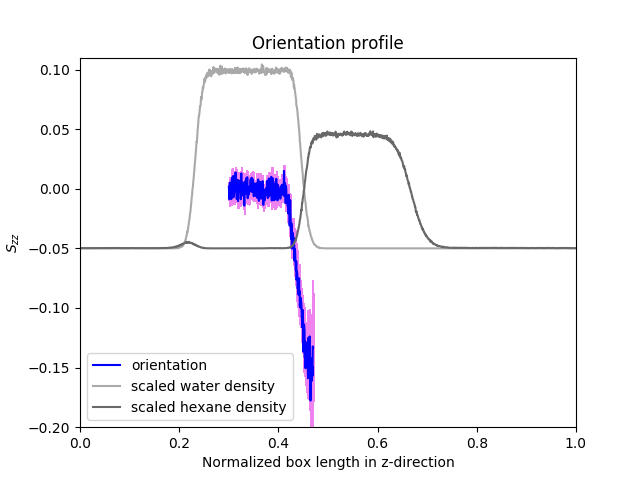 Orientation profile
0.10
0.05
0.00
−0.05
−0.10
−0.15
−0.20
S_zz
orientation
scaled water density
scaled hexane density
0.0 0.2 0.4 0.6 0.8 1.0
Normalized box length in z-direction